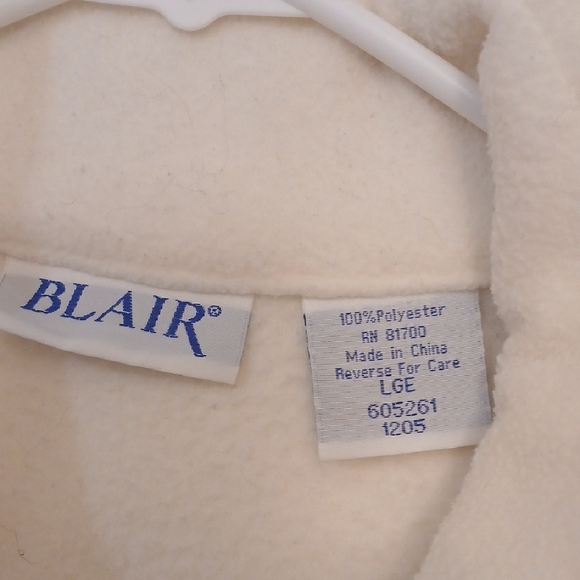 BLAIR®
100%Polyester
RN 81700
Made in China
Reverse For Care
LGE
605261
1205